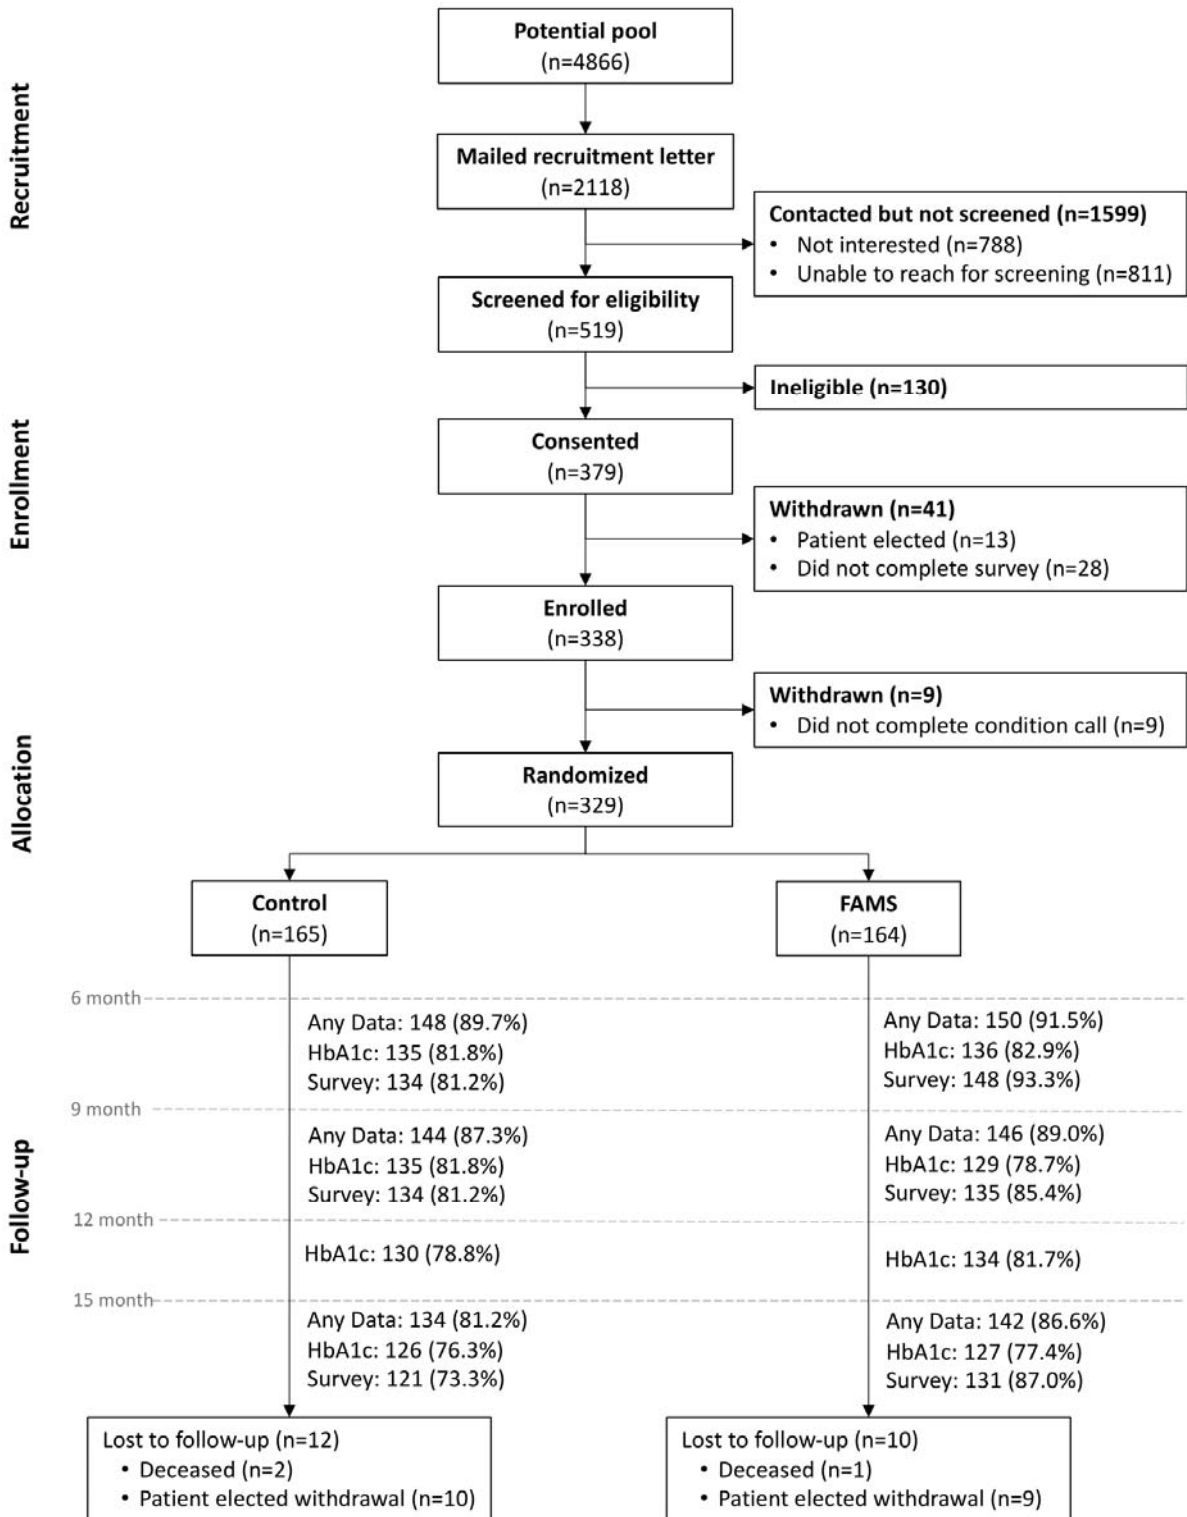 Recruitment
Potential pool
(n=4866)
Mailed recruitment letter
(n=2118)
Contacted but not screened (n=1599)
• Not interested (n=788)
• Unable to reach for screening (n=811)
Screened for eligibility
(n=519)
Ineligible (n=130)
Enrollment
Consented
(n=379)
Withdrawn (n=41)
• Patient elected (n=13)
• Did not complete survey (n=28)
Enrolled
(n=338)
Withdrawn (n=9)
• Did not complete condition call (n=9)
Allocation
Randomized
(n=329)
Control
(n=165)
FAMS
(n=164)
Follow-up
6 month
Any Data: 148 (89.7%)
HbA1c: 135 (81.8%)
Survey: 134 (81.2%)
Any Data: 150 (91.5%)
HbA1c: 136 (82.9%)
Survey: 148 (93.3%)
9 month
Any Data: 144 (87.3%)
HbA1c: 135 (81.8%)
Survey: 134 (81.2%)
Any Data: 146 (89.0%)
HbA1c: 129 (78.7%)
Survey: 135 (85.4%)
12 month
HbA1c: 130 (78.8%)
HbA1c: 134 (81.7%)
15 month
Any Data: 134 (81.2%)
HbA1c: 126 (76.3%)
Survey: 121 (73.3%)
Any Data: 142 (86.6%)
HbA1c: 127 (77.4%)
Survey: 131 (87.0%)
Lost to follow-up (n=12)
• Deceased (n=2)
• Patient elected withdrawal (n=10)
Lost to follow-up (n=10)
• Deceased (n=1)
• Patient elected withdrawal (n=9)